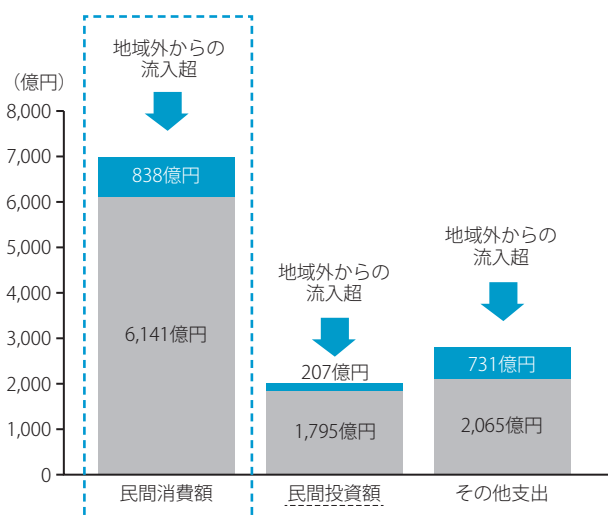 地域外からの
流入超
（億円）
8,000
7,000
6,000
5,000
4,000
3,000
2,000
1,000
0
838億円
6,141億円
地域外からの
流入超
207億円
1,795億円
地域外からの
流入超
731億円
2,065億円
民間消費額
民間投資額
その他支出